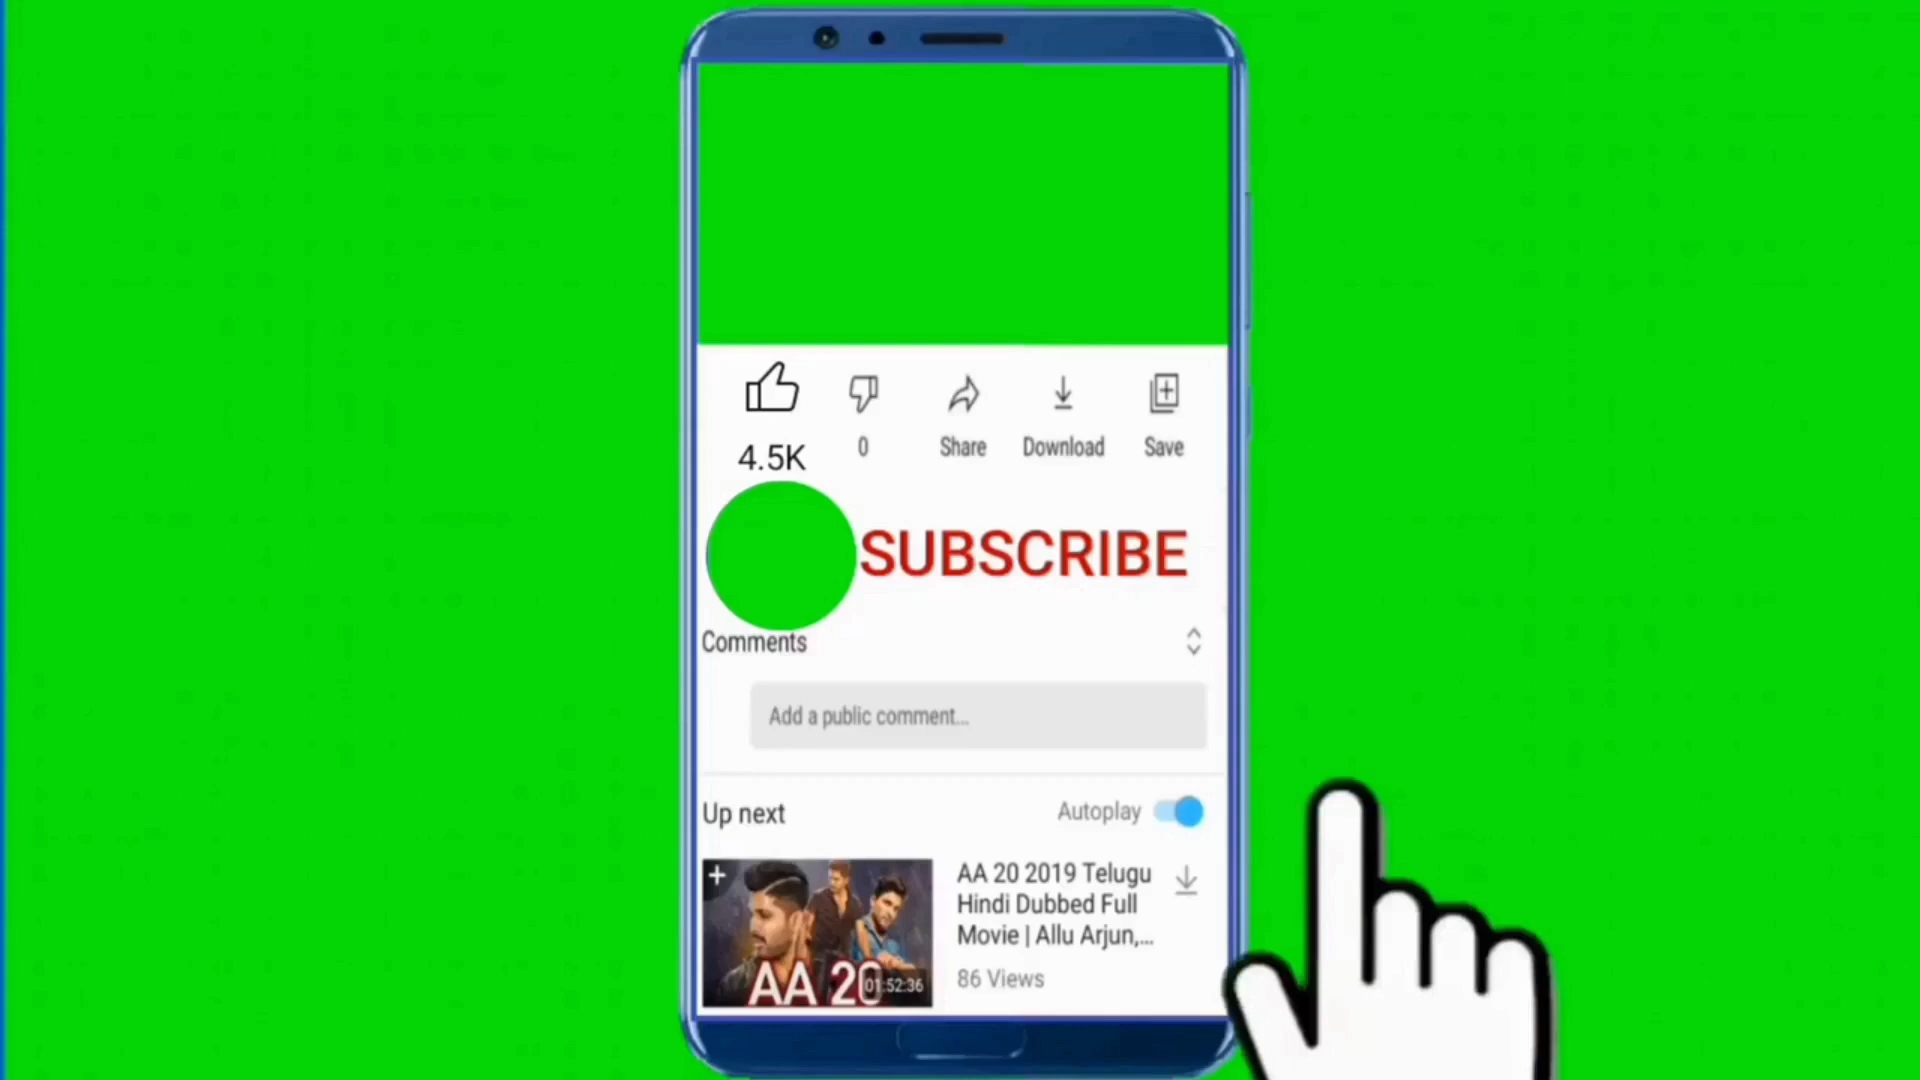 4.5K
0
Share
Download
Save
SUBSCRIBE
Comments
Add a public comment...
Up next
Autoplay
AA 20
01:52:36
AA 20 2019 Telugu
Hindi Dubbed Full
Movie | Allu Arjun,...
86 Views